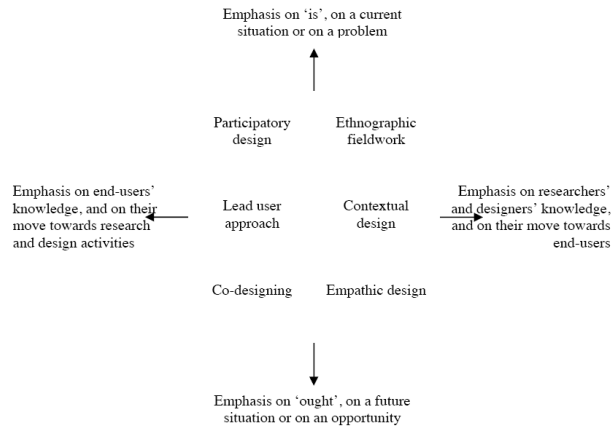 Emphasis on ‘is’, on a current
situation or on a problem
Participatory
design
Ethnographic
fieldwork
Emphasis on end-users’
knowledge, and on their
move towards research
and design activities
Lead user
approach
Contextual
design
Emphasis on researchers’
and designers’ knowledge,
and on their move towards
end-users
Co-designing
Empathic design
Emphasis on ‘ought’, on a future
situation or on an opportunity